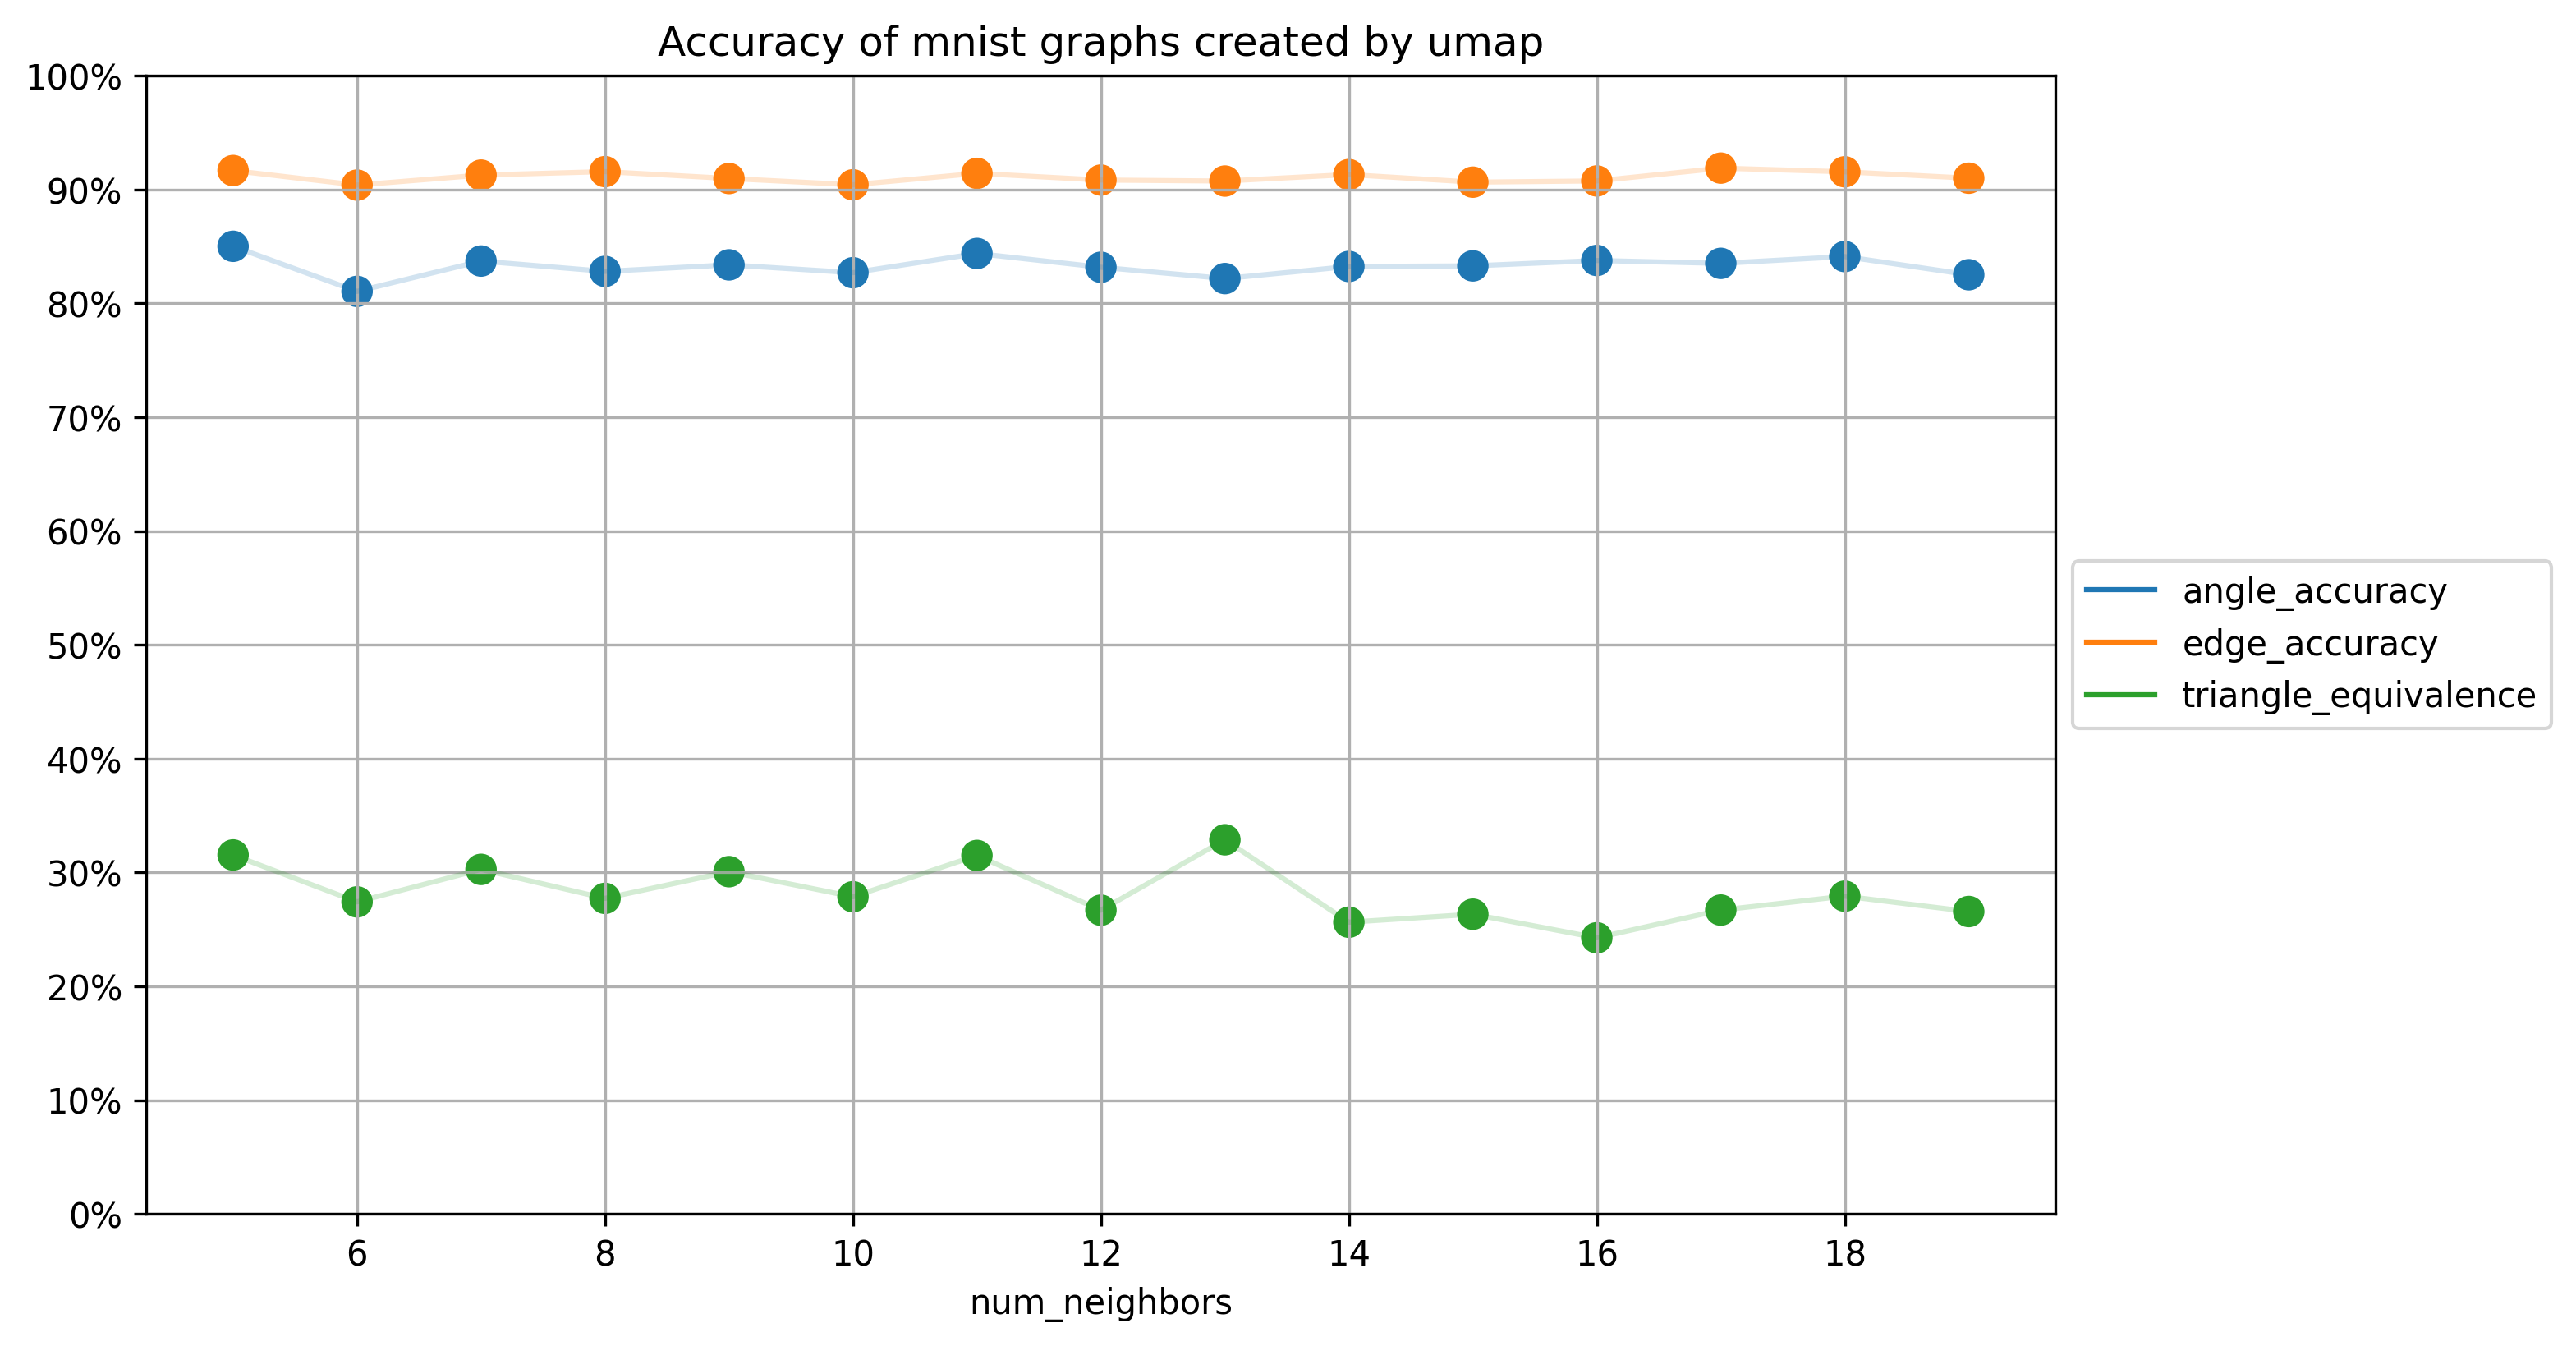 Accuracy of mnist graphs created by umap
100%
90%
80%
70%
60%
50%
40%
30%
20%
10%
0%
6 8 10 12 14 16 18
num_neighbors
angle_accuracy
edge_accuracy
triangle_equivalence